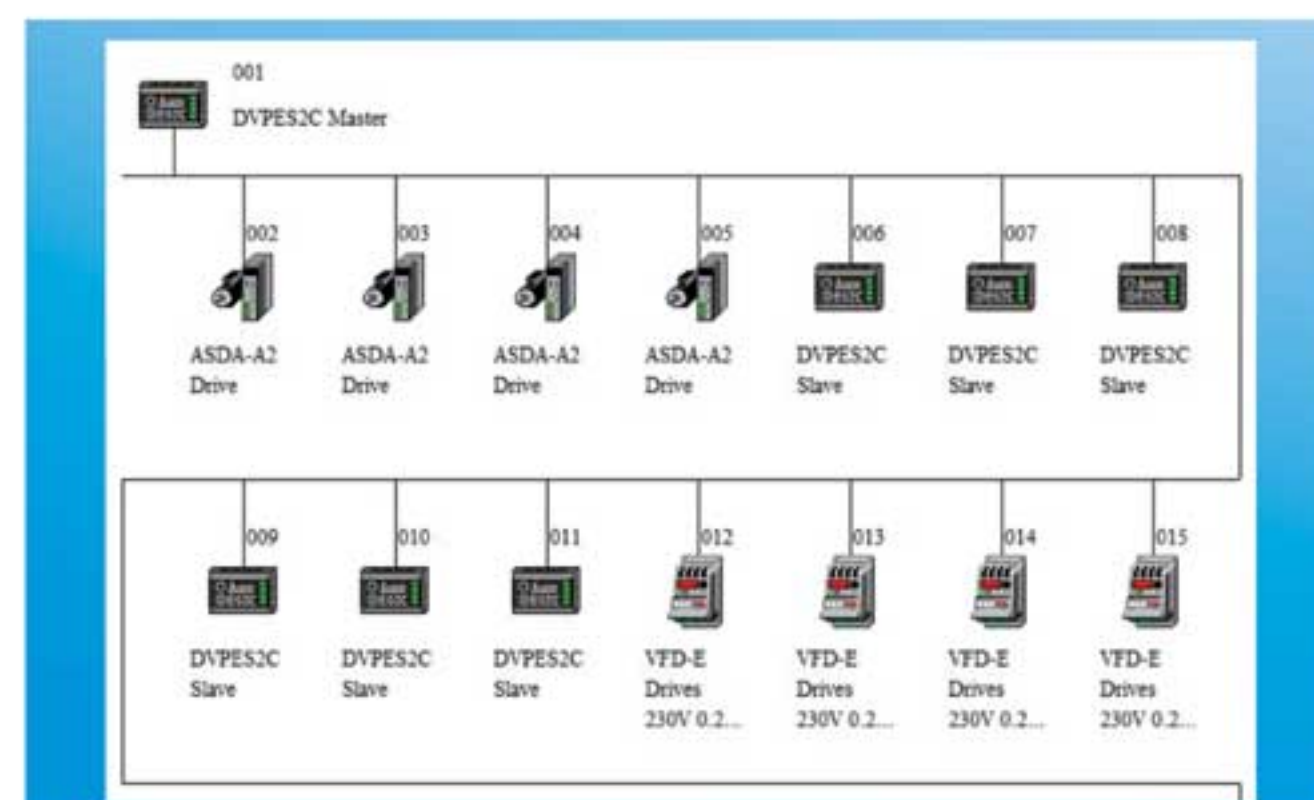 001
DVPES2C Master
002
003
004
005
006
007
008
ASDA-A2
Drive
ASDA-A2
Drive
ASDA-A2
Drive
ASDA-A2
Drive
DVPES2C
Slave
DVPES2C
Slave
DVPES2C
Slave
009
010
011
012
013
014
015
DVPES2C
Slave
DVPES2C
Slave
DVPES2C
Slave
VFD-E
Drives
230V 0.2...
VFD-E
Drives
230V 0.2...
VFD-E
Drives
230V 0.2...
VFD-E
Drives
230V 0.2...